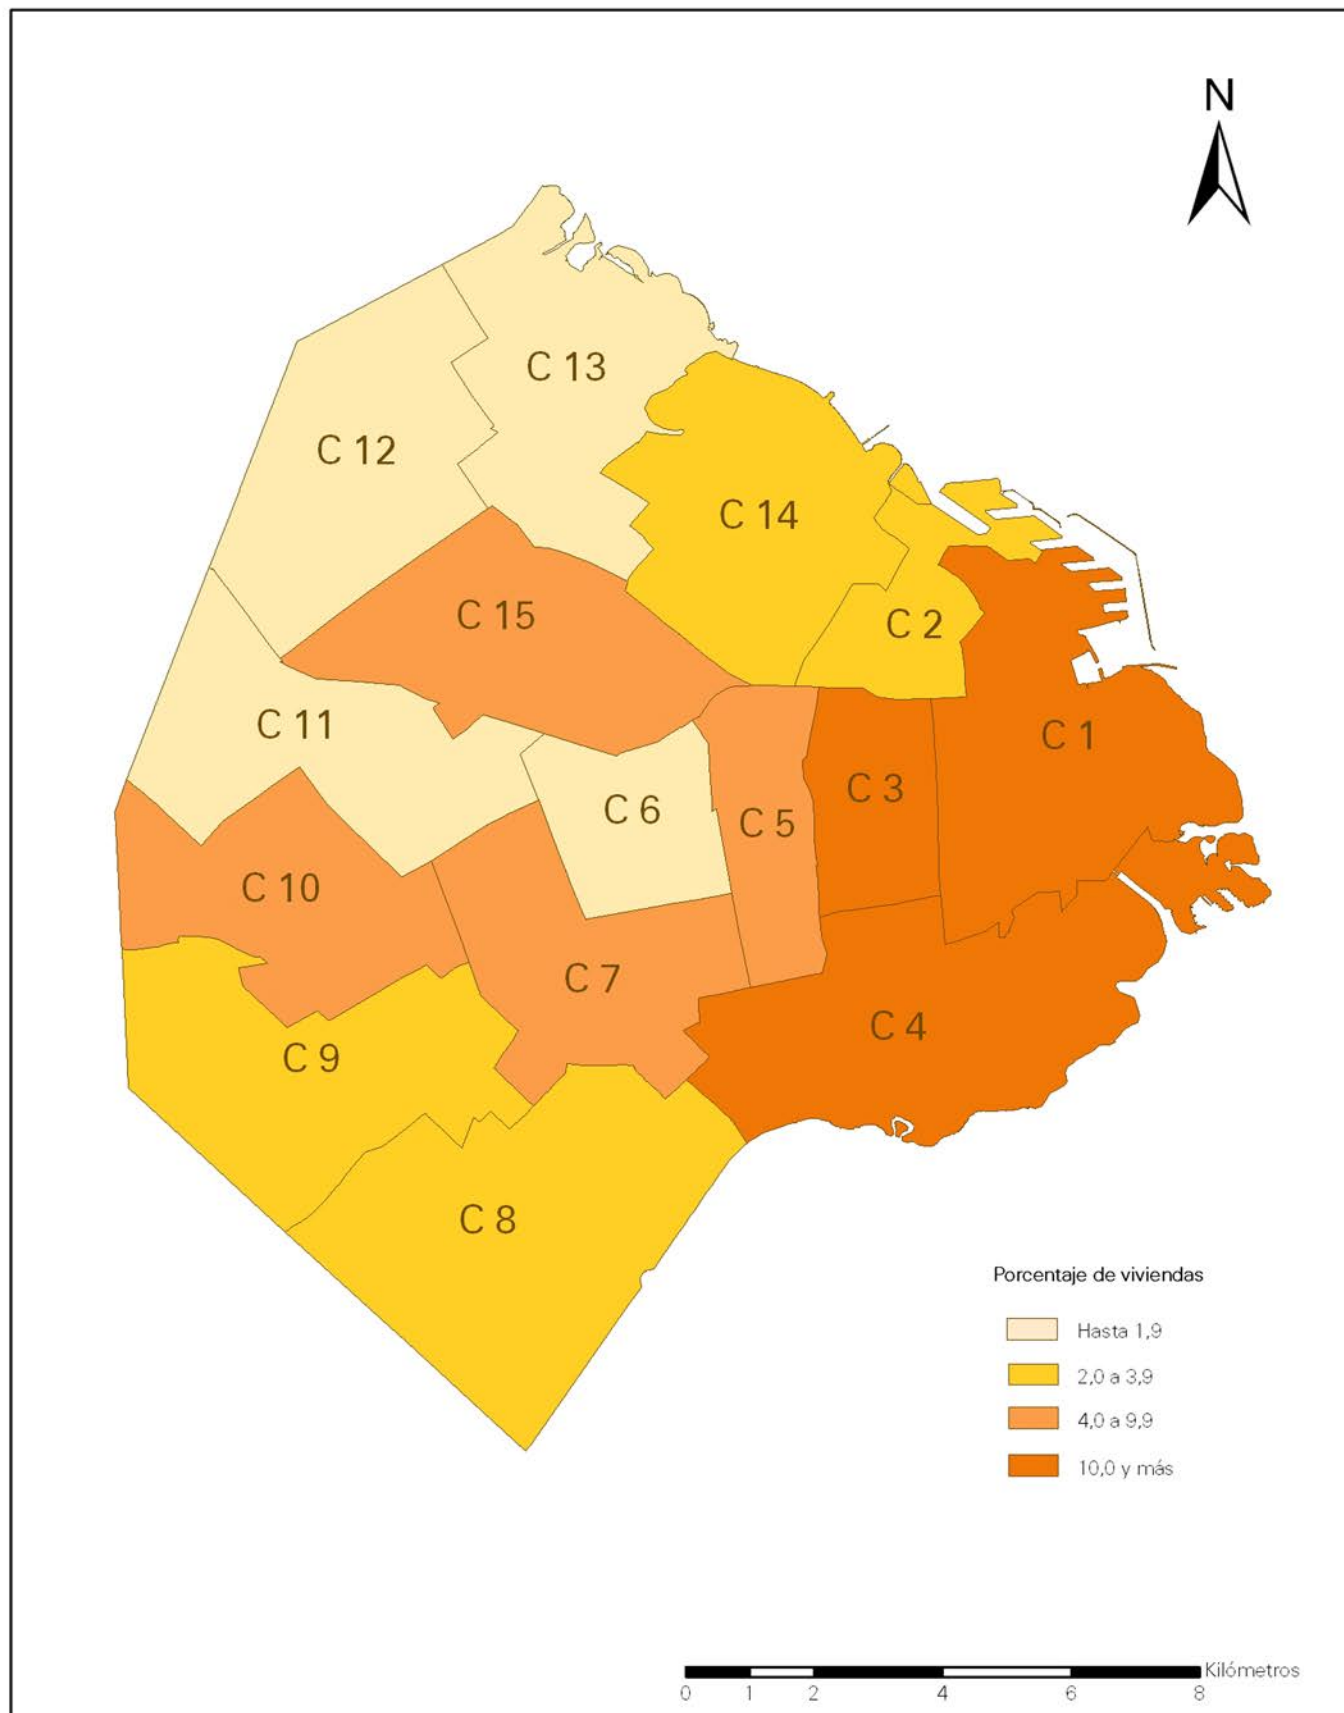 N
C 13
C 12
C 14
C 15
C 2
C 11
C 1
C 3
C 6
C 5
C 10
C 7
C 4
C 9
C 8
Porcentaje de viviendas
Hasta 1,9
2,0 a 3,9
4,0 a 9,9
10,0 y más
Kilómetros
0 1 2 4 6 8